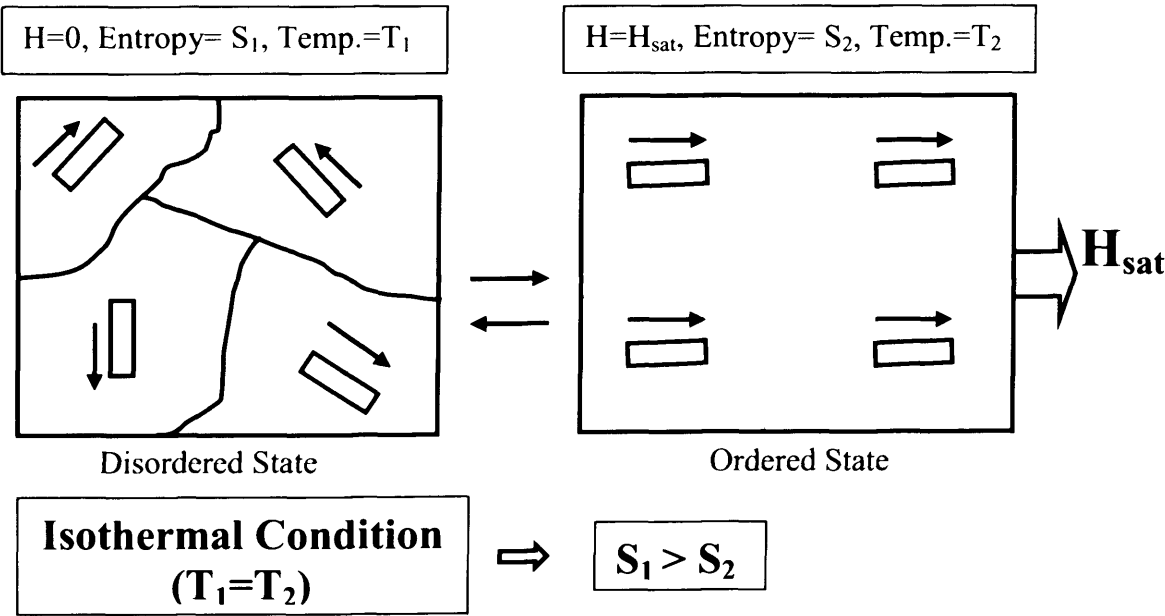 H=0, Entropy= S₁, Temp.=T₁
H=Hsat, Entropy= S₂, Temp.=T₂
Hsat
Disordered State
Ordered State
Isothermal Condition
(T₁=T₂)
S₁ > S₂